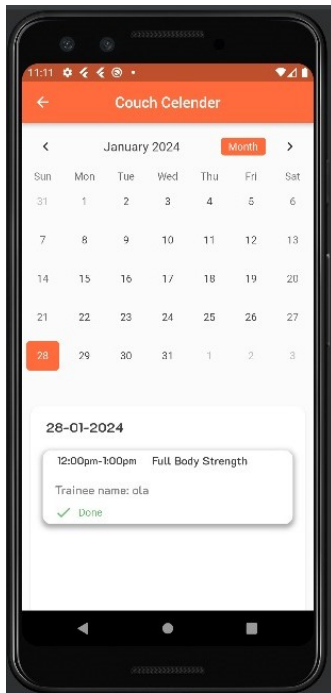 11:11
Couch Celender
January 2024 Month
Sun Mon Tue Wed Thu Fri Sat
31 1 2 3 4 5 6
7 8 9 10 11 12 13
14 15 16 17 18 19 20
21 22 23 24 25 26 27
28 29 30 31 1 2 3
28-01-2024
12:00pm-1:00pm Full Body Strength
Trainee name: ola
Done